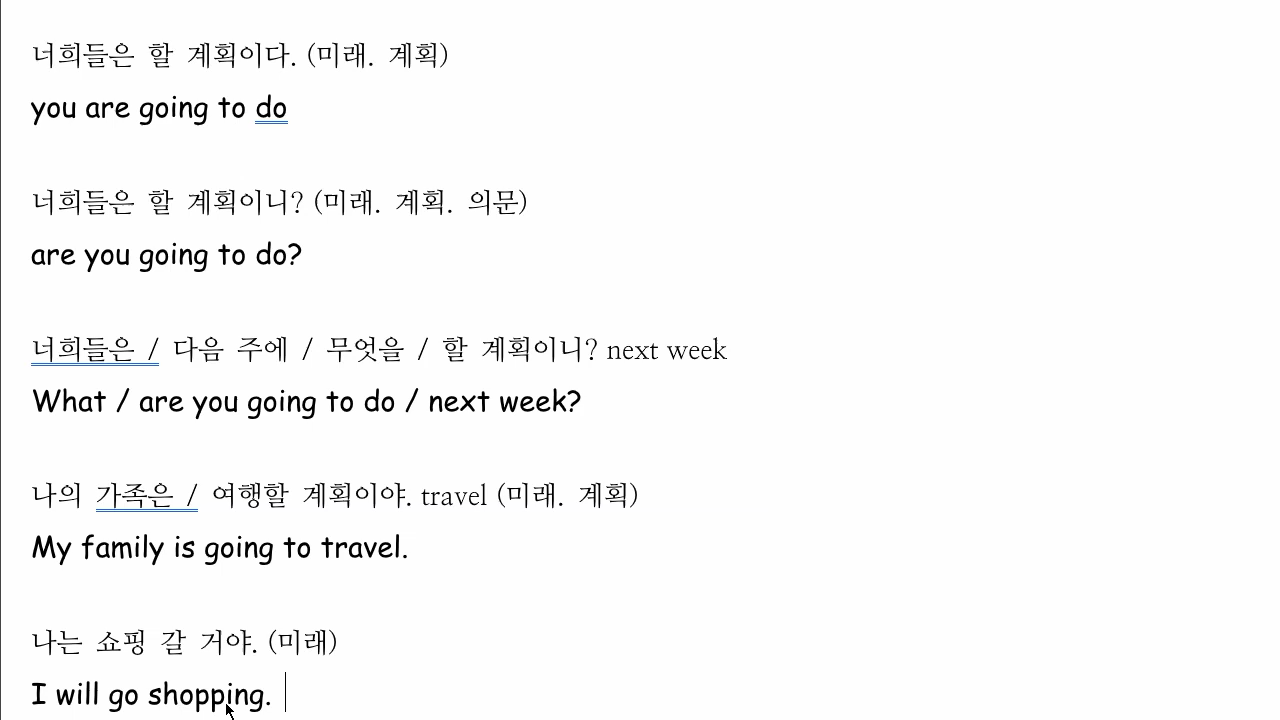 너희들은 할 계획이다. (미래. 계획)
you are going to do
너희들은 할 계획이니? (미래. 계획. 의문)
are you going to do?
너희들은 / 다음 주에 / 무엇을 / 할 계획이니? next week
What / are you going to do / next week?
나의 가족은 / 여행할 계획이야. travel (미래. 계획)
My family is going to travel.
나는 쇼핑 갈 거야. (미래)
I will go shopping.